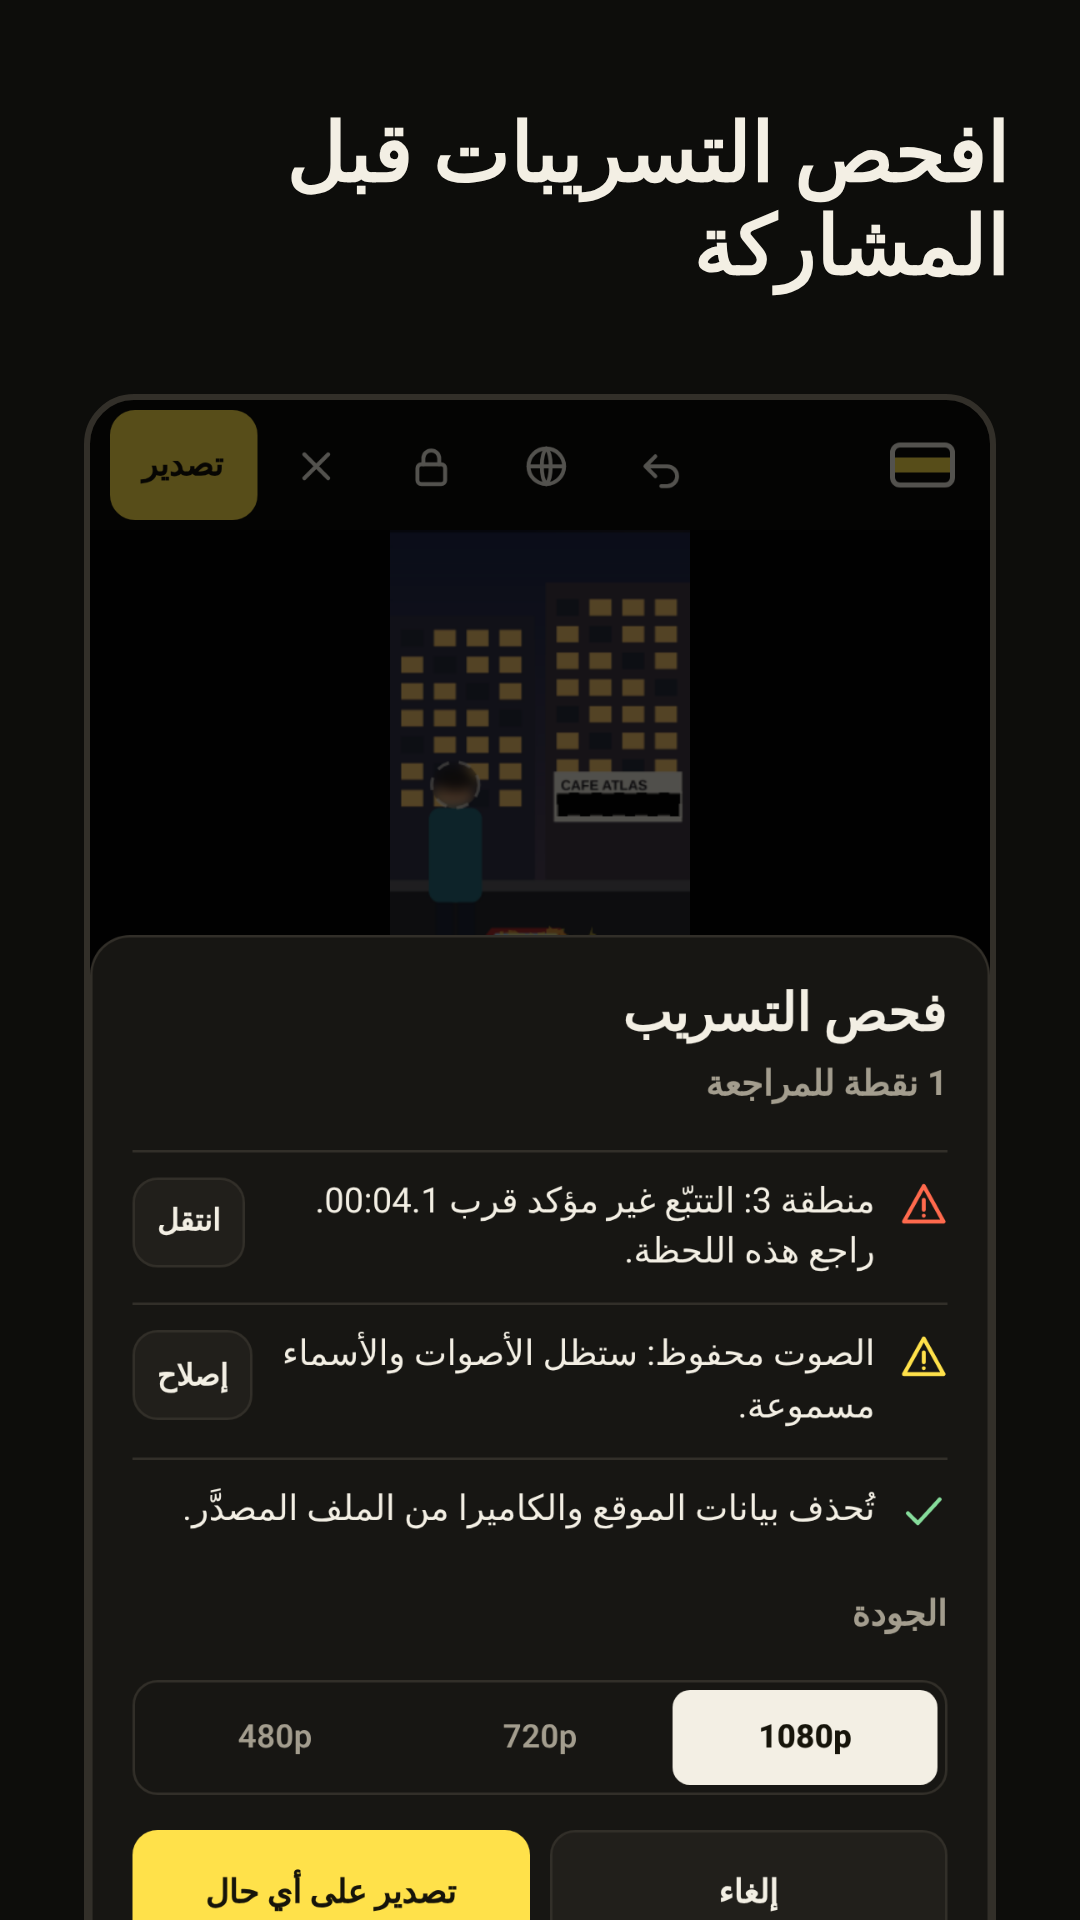 افحص التسريبات قبل
المشاركة
تصدير
CAFE ATLAS
فحص التسريب
1 نقطة للمراجعة
منطقة 3: التتبّع غير مؤكد قرب 00:04.1.
راجع هذه اللحظة.
انتقل
الصوت محفوظ: ستظل الأصوات والأسماء
مسموعة.
إصلاح
تُحذف بيانات الموقع والكاميرا من الملف المصدَّر.
الجودة
1080p
720p
480p
إلغاء
تصدير على أي حال